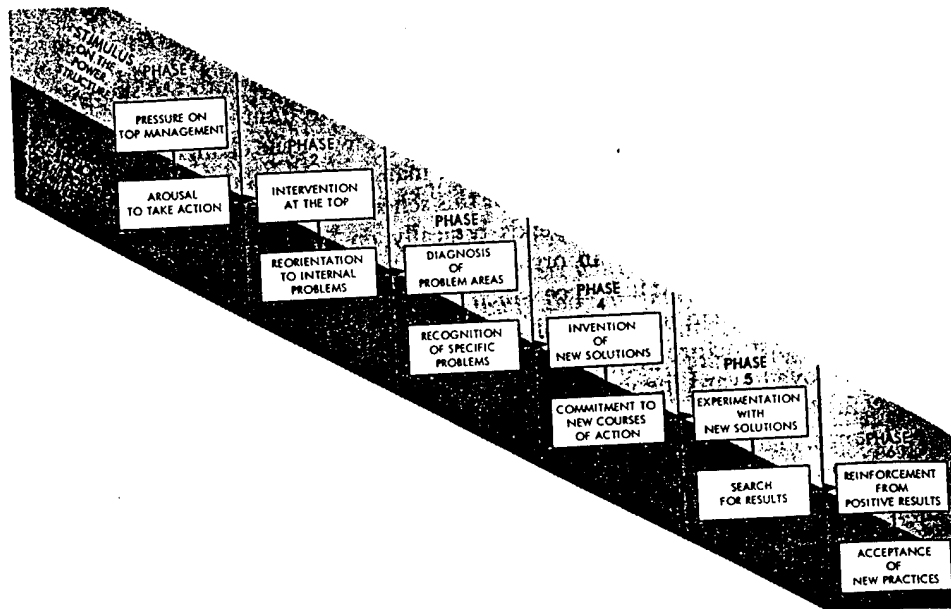 STIMULUS
ON THE
POWER
STRUCTURE
PHASE
PRESSURE ON
TOP MANAGEMENT
AROUSAL
TO TAKE ACTION
PHASE
2
INTERVENTION
AT THE TOP
REORIENTATION
TO INTERNAL
PROBLEMS
PHASE
3
DIAGNOSIS
OF
PROBLEM AREAS
RECOGNITION
OF SPECIFIC
PROBLEMS
PHASE
4
INVENTION
OF
NEW SOLUTIONS
COMMITMENT TO
NEW COURSES
OF ACTION
PHASE
5
EXPERIMENTATION
WITH
NEW SOLUTIONS
SEARCH
FOR RESULTS
PHASE
6
REINFORCEMENT
FROM
POSITIVE RESULTS
ACCEPTANCE
OF
NEW PRACTICES